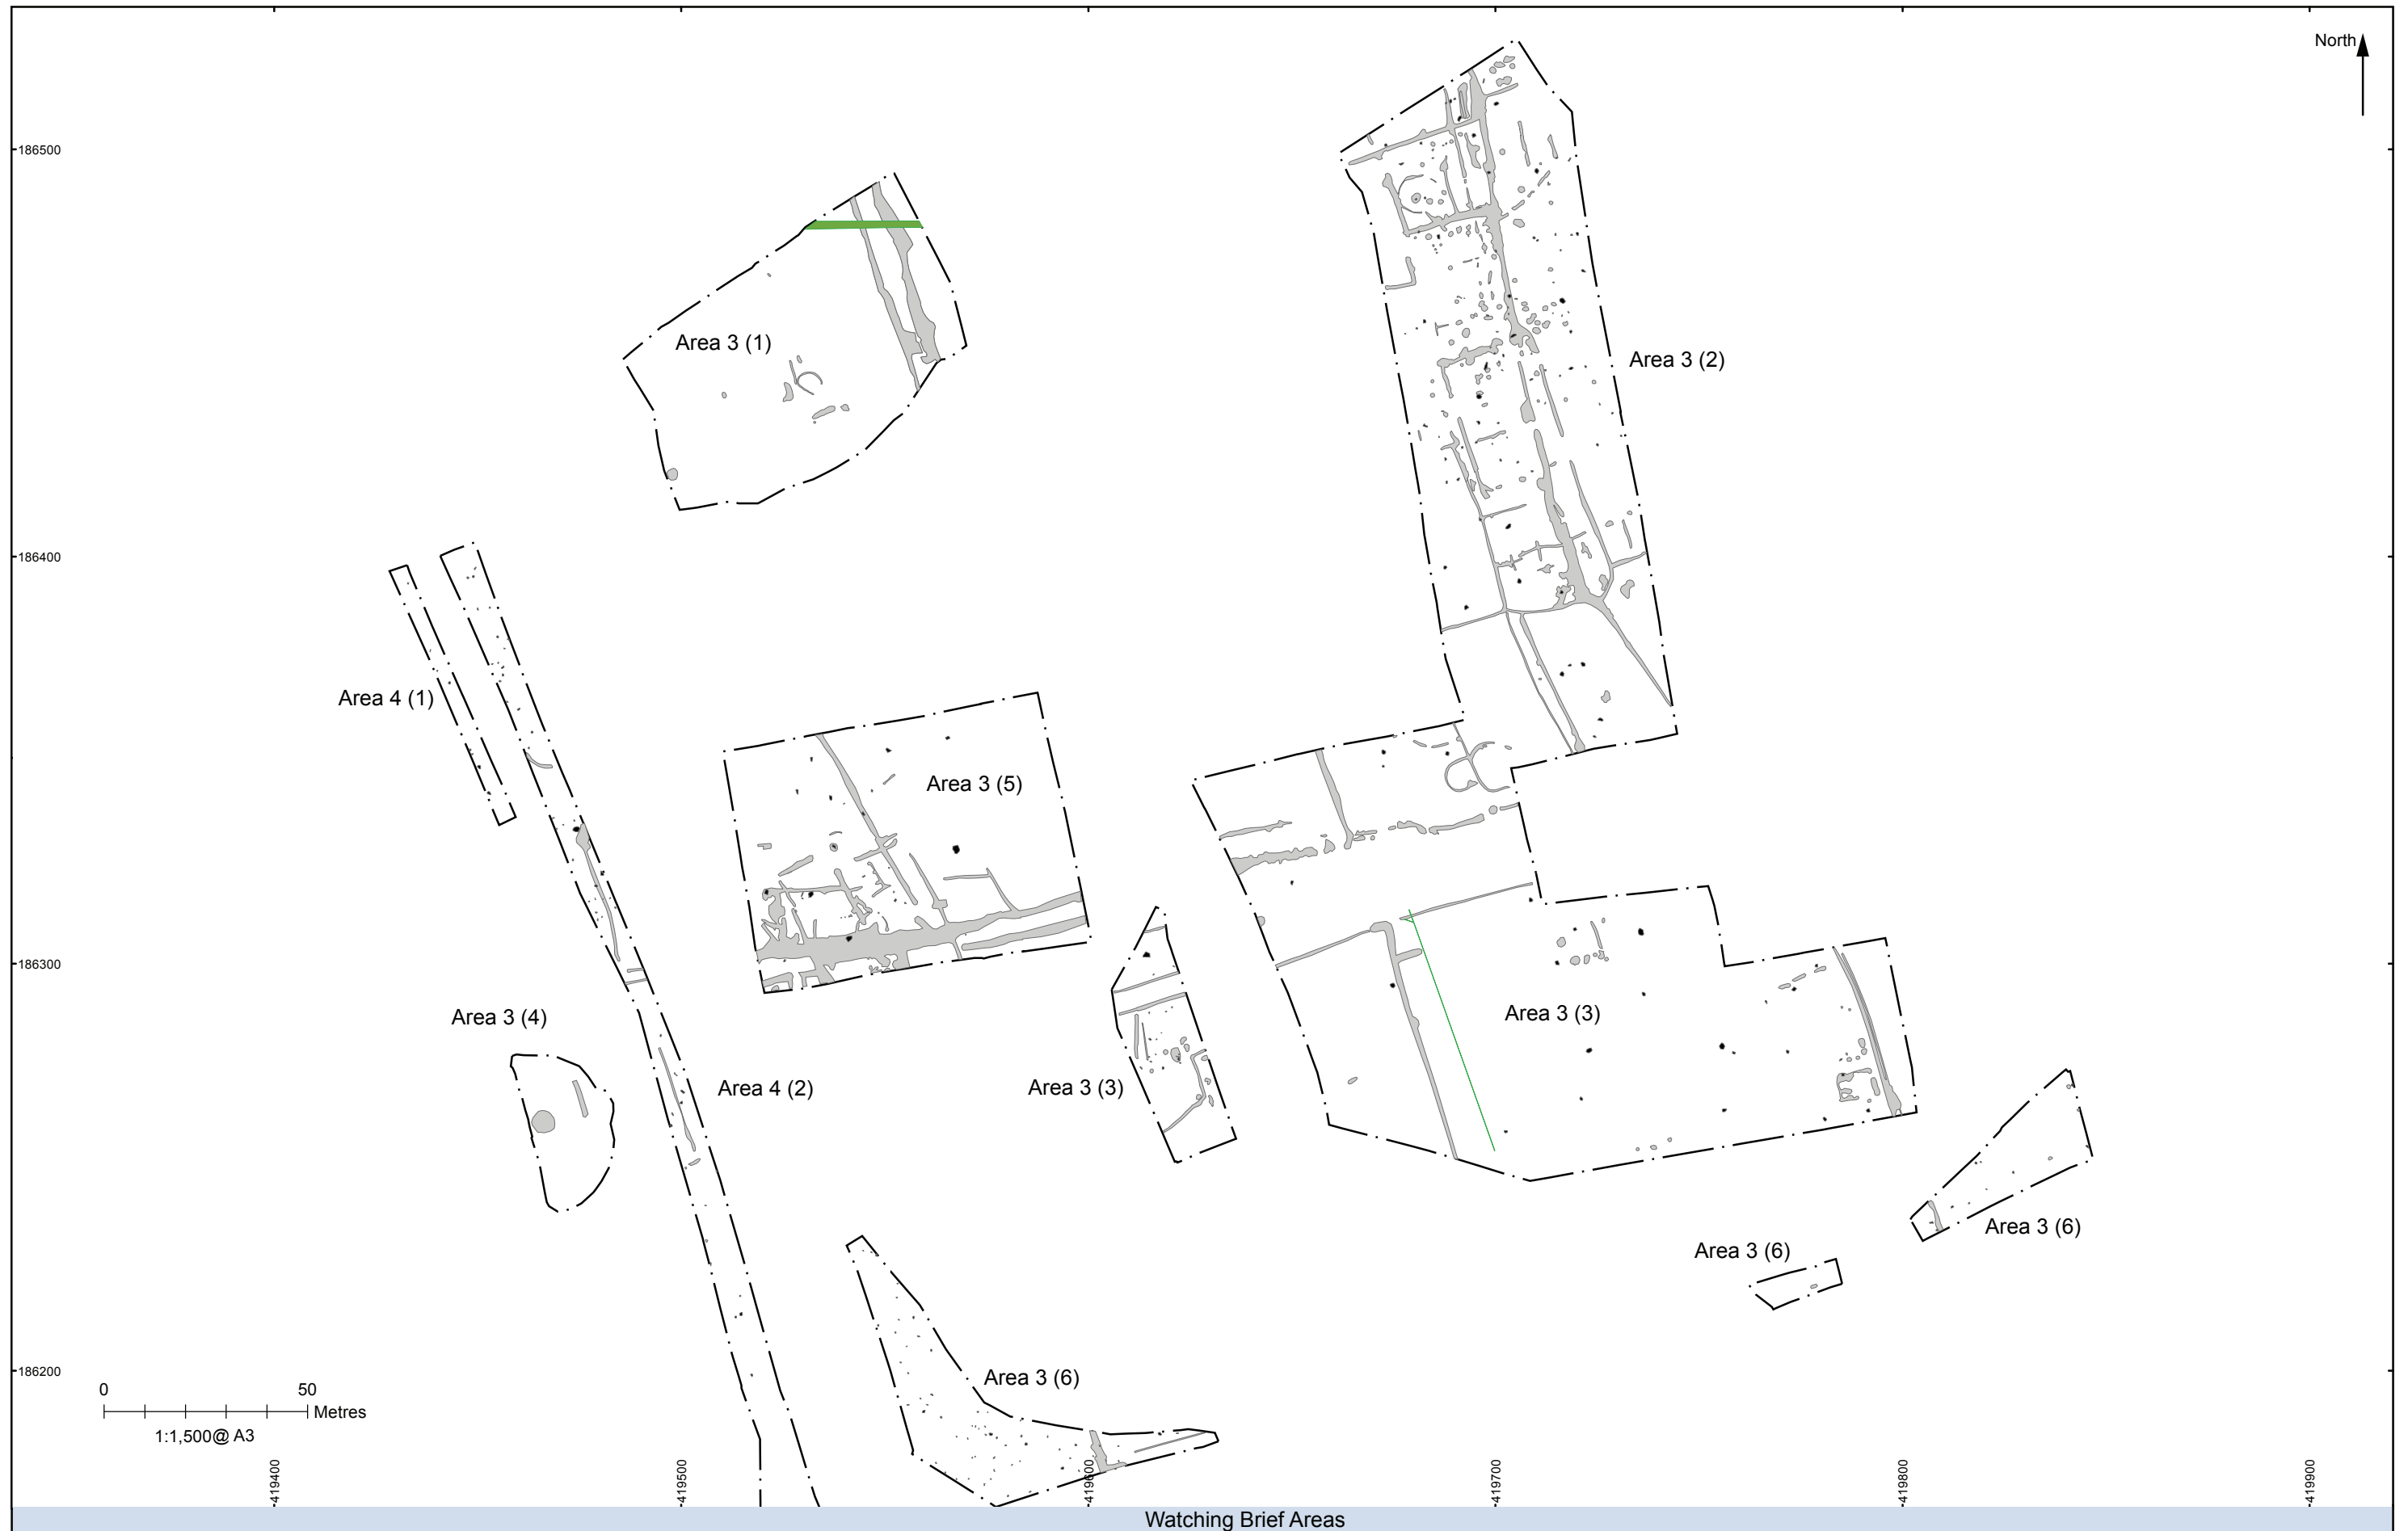 North
186500
Area 3 (1)
Area 3 (2)
186400
Area 4 (1)
Area 3 (5)
186300
Area 3 (4)
Area 3 (3)
Area 4 (2)
Area 3 (3)
Area 3 (6)
Area 3 (6)
186200
Area 3 (6)
0 50
Metres
1:1,500@ A3
419400 419500 419600 419700 419800 419900
Watching Brief Areas